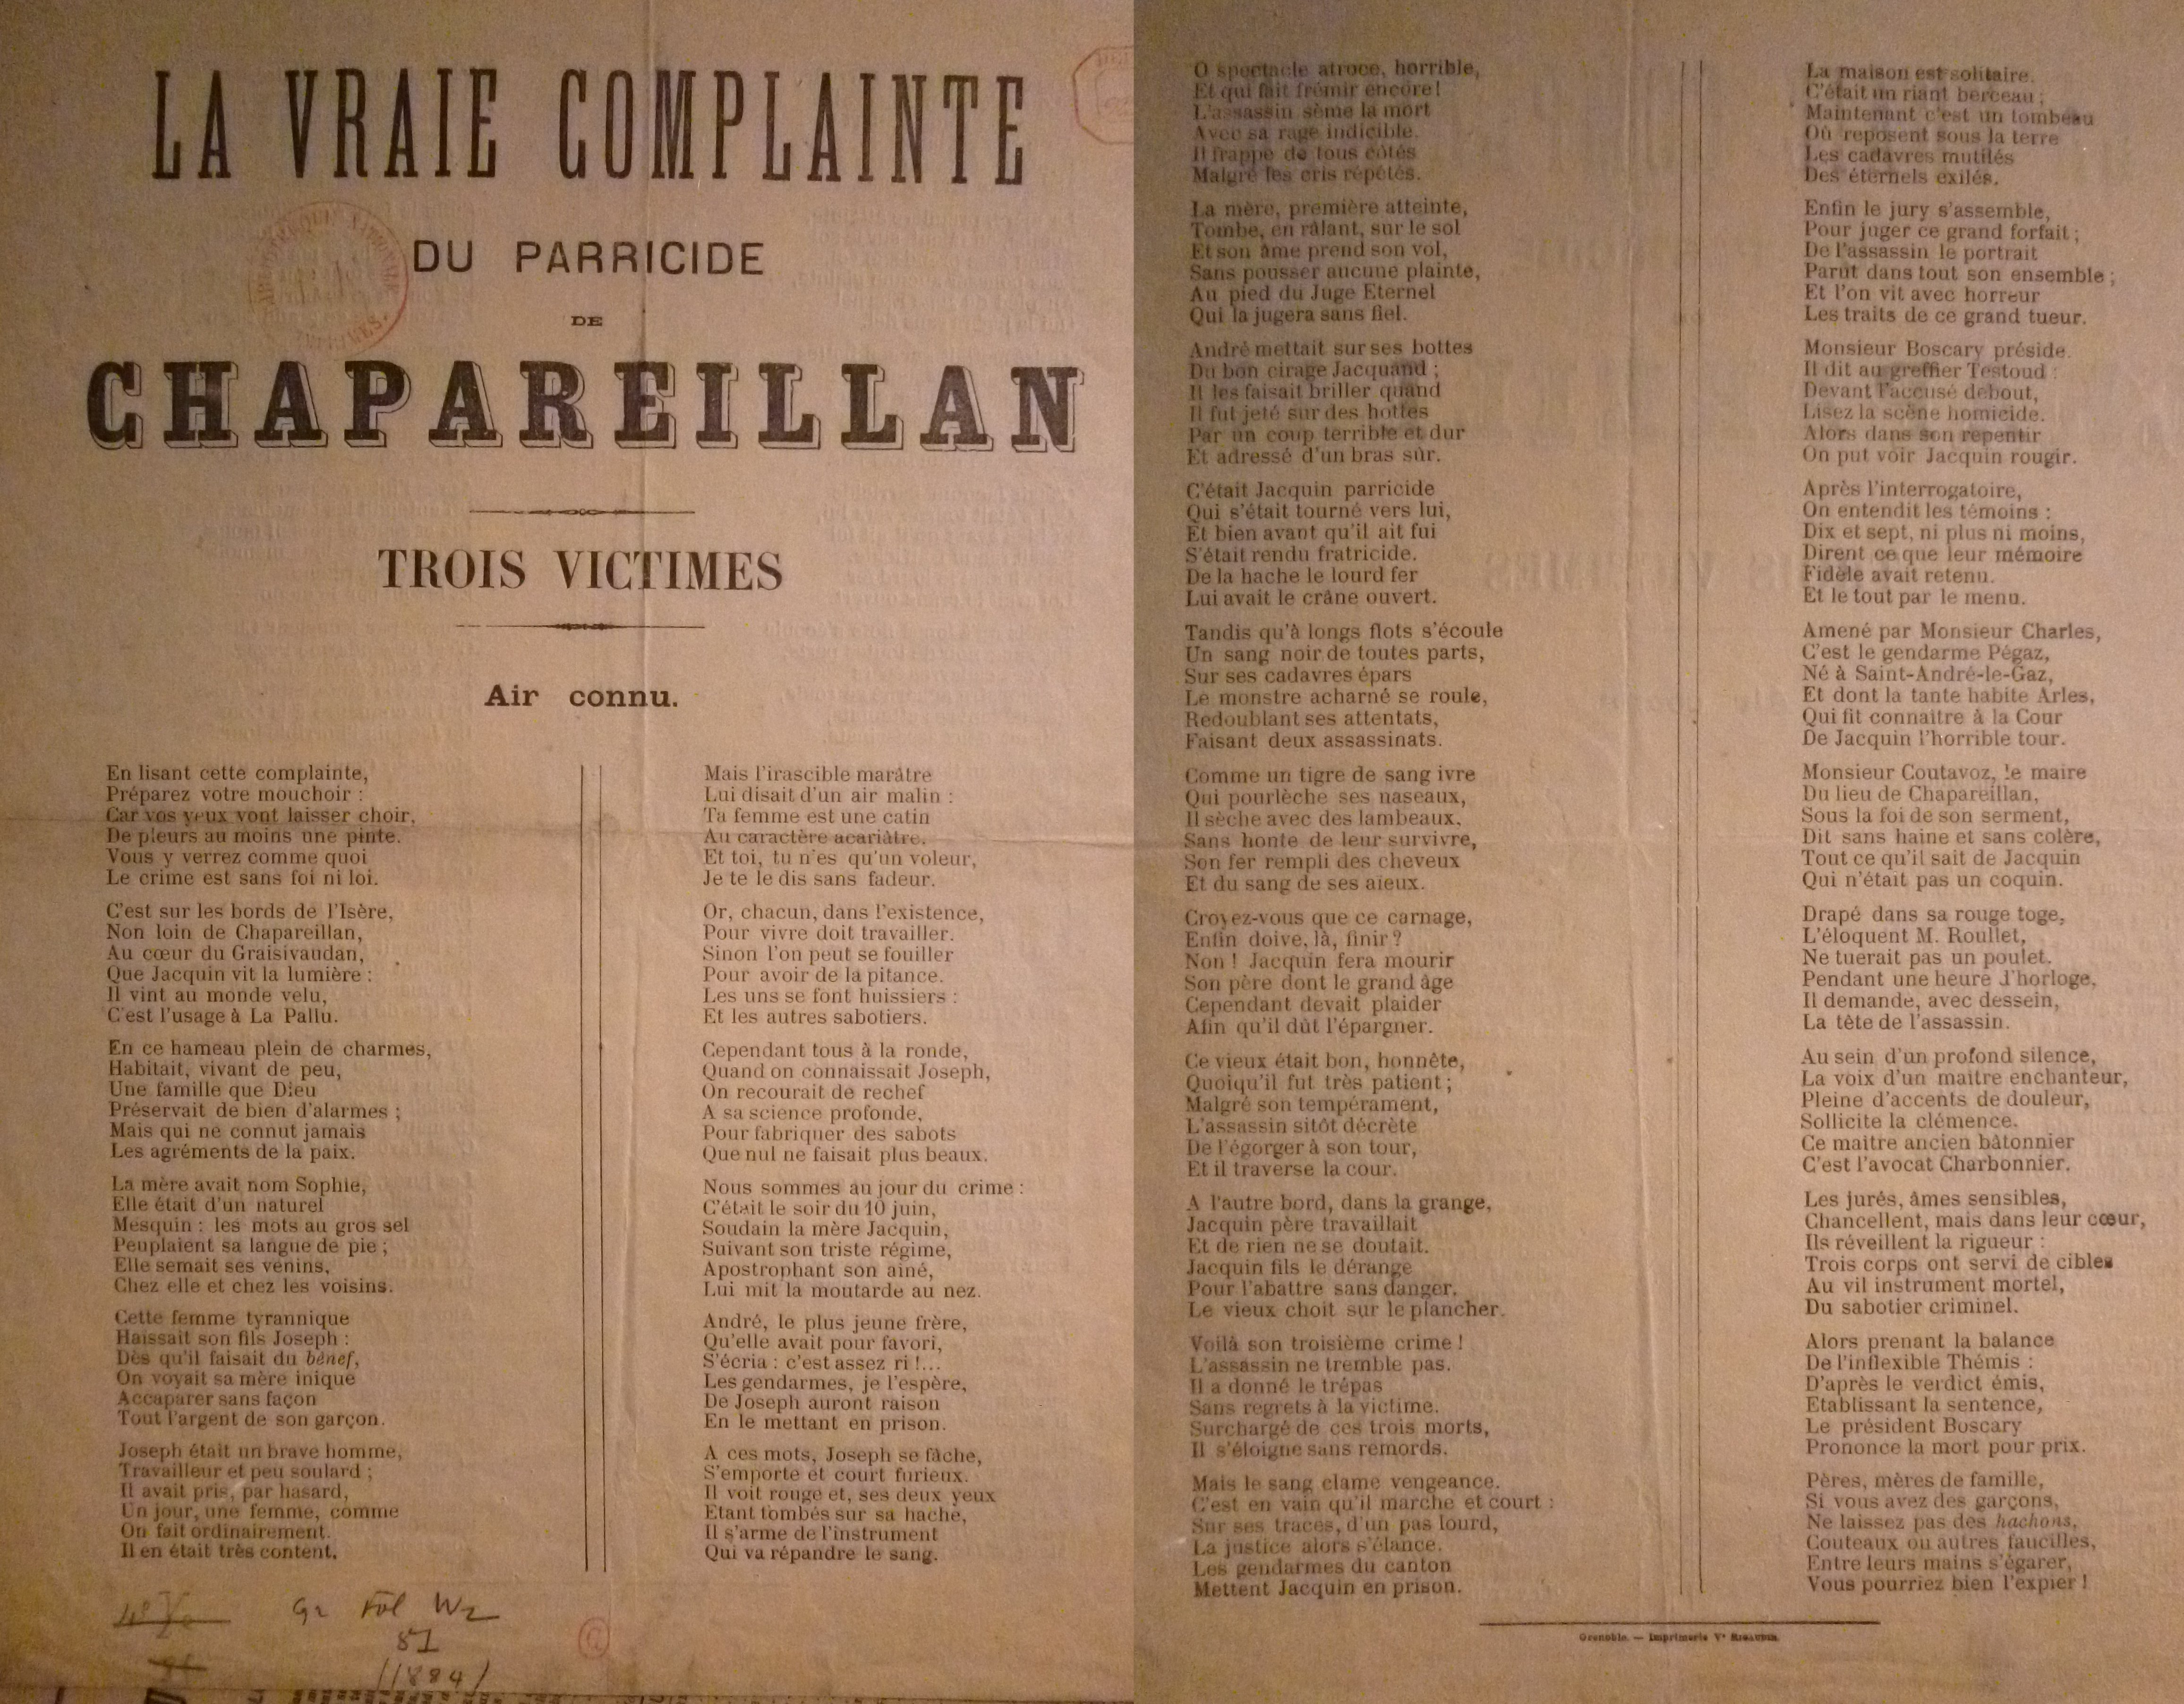 LA VRAIE COMPLAINTE
DU PARRICIDE
DE
CHAPAREILLAN
TROIS VICTIMES
Air connu.
En lisant cette complainte,
Préparez votre mouchoir :
Car vos yeux vont laisser choir,
De pleurs au moins une pinte.
Vous y verrez comme quoi
Le crime est sans foi ni loi.
C'est sur les bords de l'Isère,
Non loin de Chapareillan,
Au cœur du Graisivaudan,
Que Jacquin vit la lumière :
Il vint au monde velu,
C'est l'usage à La Pallu.
En ce hameau plein de charmes,
Habitait, vivant de peu,
Une famille que Dieu
Préservait de bien d'alarmes ;
Mais qui ne connut jamais
Les agréments de la paix.
La mère avait nom Sophie,
Elle était d'un naturel
Mesquin : les mots au gros sel
Peuplaient sa langue de pie ;
Elle semait ses venins,
Chez elle et chez les voisins.
Cette femme tyrannique
Haïssait son fils Joseph :
Dès qu'il faisait du bénef,
On voyait sa mère inique
Accaparer sans façon
Tout l'argent de son garçon.
Joseph était un brave homme,
Travailleur et peu soulard ;
Il avait pris, par hasard,
Un jour, une femme, comme
On fait ordinairement.
Il en était très content.
Mais l'irascible marâtre
Lui disait d'un air malin :
Ta femme est une catin
Au caractère acariâtre.
Et toi, tu n'es qu'un voleur,
Je te le dis sans fadeur.
Or, chacun, dans l'existence,
Pour vivre doit travailler.
Sinon l'on peut se fouiller
Pour avoir de la pitance.
Les uns se font huissiers :
Et les autres sabotiers.
Cependant tous à la ronde,
Quand on connaissait Joseph,
On recourait de rechef
A sa science profonde,
Pour fabriquer des sabots
Que nul ne faisait plus beaux.
Nous sommes au jour du crime :
C'était le soir du 10 juin,
Soudain la mère Jacquin,
Suivant son triste régime,
Apostrophant son aîné,
Lui mit la moutarde au nez.
André, le plus jeune frère,
Qu'elle avait pour favori,
S'écria : c'est assez ri !...
Les gendarmes, je l'espère,
De Joseph auront raison
En le mettant en prison.
A ces mots, Joseph se fâche,
S'emporte et court furieux.
Il voit rouge et, ses deux yeux
Etant tombés sur sa hache,
Il s'arme de l'instrument
Qui va répandre le sang.
Gr Fol Wz
81
(1884)
O spectacle atroce, horrible,
Et qui fait frémir encore !
L'assassin sème la mort
Avec sa rage indicible.
Il frappe de tous côtés
Malgré les cris répétés.
La mère, première atteinte,
Tombe, en râlant, sur le sol
Et son âme prend son vol,
Sans pousser aucune plainte,
Au pied du Juge Eternel
Qui la jugera sans fiel.
André mettait sur ses bottes
Du bon cirage Jacquand ;
Il les faisait briller quand
Il fut jeté sur des hottes
Par un coup terrible et dur
Et adressé d'un bras sûr.
C'était Jacquin parricide
Qui s'était tourné vers lui,
Et bien avant qu'il ait fui
S'était rendu fratricide.
De la hache le lourd fer
Lui avait le crâne ouvert.
Tandis qu'à longs flots s'écoule
Un sang noir de toutes parts,
Sur ses cadavres épars
Le monstre acharné se roule,
Redoublant ses attentats,
Faisant deux assassinats.
Comme un tigre de sang ivre
Qui pourlèche ses naseaux,
Il sèche avec des lambeaux,
Sans honte de leur survivre,
Son fer rempli des cheveux
Et du sang de ses aïeux.
Croyez-vous que ce carnage,
Enfin doive, là, finir ?
Non ! Jacquin fera mourir
Son père dont le grand âge
Cependant devait plaider
Afin qu'il dût l'épargner.
Ce vieux était bon, honnête,
Quoiqu'il fut très patient ;
Malgré son tempérament,
L'assassin sitôt décrète
De l'égorger à son tour,
Et il traverse la cour.
A l'autre bord, dans la grange,
Jacquin père travaillait
Et de rien ne se doutait.
Jacquin fils le dérange
Pour l'abattre sans danger.
Le vieux choit sur le plancher.
Voilà son troisième crime !
L'assassin ne tremble pas.
Il a donné le trépas
Sans regrets à la victime.
Surchargé de ces trois morts,
Il s'éloigne sans remords.
Mais le sang clame vengeance.
C'est en vain qu'il marche et court :
Sur ses traces, d'un pas lourd,
La justice alors s'élance.
Les gendarmes du canton
Mettent Jacquin en prison.
La maison est solitaire.
C'était un riant berceau ;
Maintenant c'est un tombeau
Où reposent sous la terre
Les cadavres mutilés
Des éternels exilés.
Enfin le jury s'assemble,
Pour juger ce grand forfait ;
De l'assassin le portrait
Parut dans tout son ensemble ;
Et l'on vit avec horreur
Les traits de ce grand tueur.
Monsieur Boscary préside.
Il dit au greffier Testoud :
Devant l'accusé debout,
Lisez la scène homicide.
Alors dans son repentir
On put voir Jacquin rougir.
Après l'interrogatoire,
On entendit les témoins :
Dix et sept, ni plus ni moins,
Dirent ce que leur mémoire
Fidèle avait retenu.
Et le tout par le menu.
Amené par Monsieur Charles,
C'est le gendarme Pégaz,
Né à Saint-André-le-Gaz,
Et dont la tante habite Arles,
Qui fit connaitre à la Cour
De Jacquin l'horrible tour.
Monsieur Coutavoz, le maire
Du lieu de Chapareillan,
Sous la foi de son serment,
Dit sans haine et sans colère,
Tout ce qu'il sait de Jacquin
Qui n'était pas un coquin.
Drapé dans sa rouge toge,
L'éloquent M. Roullet,
Ne tuerait pas un poulet.
Pendant une heure d'horloge,
Il demande, avec dessein,
La tête de l'assassin.
Au sein d'un profond silence,
La voix d'un maitre enchanteur,
Pleine d'accents de douleur,
Sollicite la clémence.
Ce maitre ancien bâtonnier
C'est l'avocat Charbonnier.
Les jurés, âmes sensibles,
Chancellent, mais dans leur cœur,
Ils réveillent la rigueur :
Trois corps ont servi de cibles
Au vil instrument mortel,
Du sabotier criminel.
Alors prenant la balance
De l'inflexible Thémis :
D'après le verdict émis,
Etablissant la sentence,
Le président Boscary
Prononce la mort pour prix.
Pères, mères de famille,
Si vous avez des garçons,
Ne laissez pas des hachons,
Couteaux ou autres faucilles,
Entre leurs mains s'égarer,
Vous pourriez bien l'expier !
Grenoble. — Imprimerie Vᵉ RIGAUDIN.